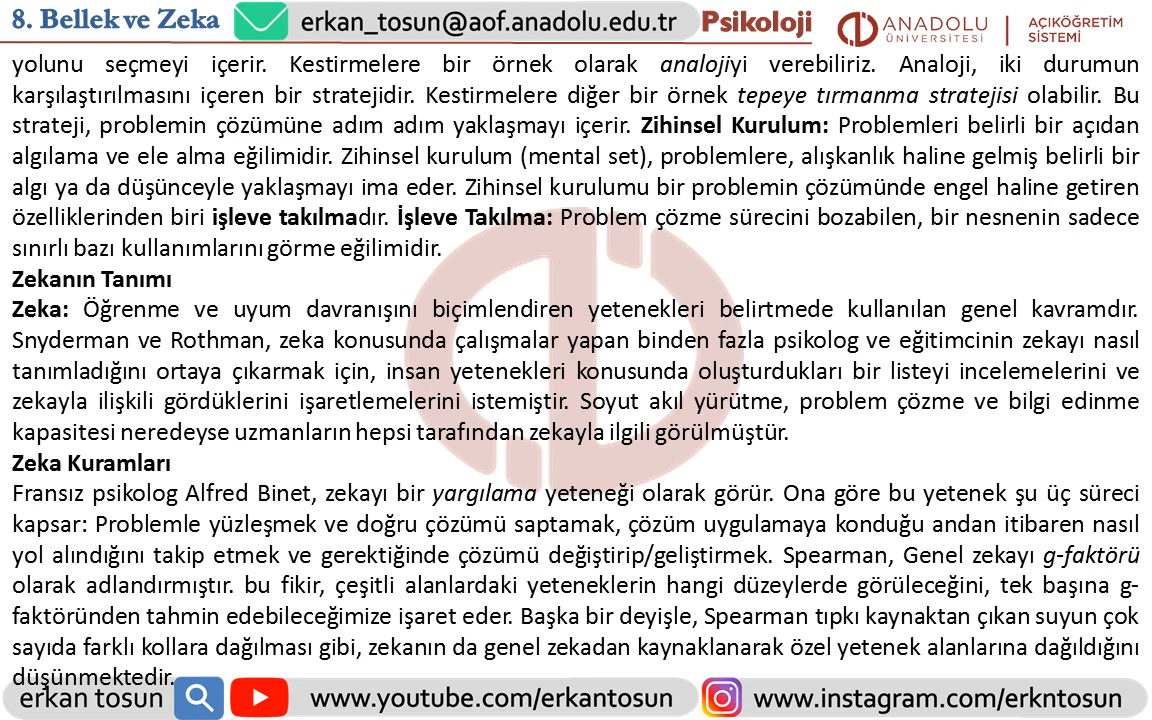 8. Bellek ve Zeka erkan_tosun@aof.anadolu.edu.tr Psikoloji ANADOLU ÜNİVERSİTESİ AÇIKÖĞRETİM SİSTEMİ
yolunu seçmeyi içerir. Kestirmelere bir örnek olarak analojiyi verebiliriz. Analoji, iki durumun
karşılaştırılmasını içeren bir stratejidir. Kestirmelere diğer bir örnek tepeye tırmanma stratejisi olabilir. Bu
strateji, problemin çözümüne adım adım yaklaşmayı içerir. Zihinsel Kurulum: Problemleri belirli bir açıdan
algılama ve ele alma eğilimidir. Zihinsel kurulum (mental set), problemlere, alışkanlık haline gelmiş belirli bir
algı ya da düşünceyle yaklaşmayı ima eder. Zihinsel kurulumu bir problemin çözümünde engel haline getiren
özelliklerinden biri işleve takılmadır. İşleve Takılma: Problem çözme sürecini bozabilen, bir nesnenin sadece
sınırlı bazı kullanımlarını görme eğilimidir.
Zekanın Tanımı
Zeka: Öğrenme ve uyum davranışını biçimlendiren yetenekleri belirtmede kullanılan genel kavramdır.
Snyderman ve Rothman, zeka konusunda çalışmalar yapan binden fazla psikolog ve eğitimcinin zekayı nasıl
tanımladığını ortaya çıkarmak için, insan yetenekleri konusunda oluşturdukları bir listeyi incelemelerini ve
zekayla ilişkili gördüklerini işaretlemelerini istemiştir. Soyut akıl yürütme, problem çözme ve bilgi edinme
kapasitesi neredeyse uzmanların hepsi tarafından zekayla ilgili görülmüştür.
Zeka Kuramları
Fransız psikolog Alfred Binet, zekayı bir yargılama yeteneği olarak görür. Ona göre bu yetenek şu üç süreci
kapsar: Problemle yüzleşmek ve doğru çözümü saptamak, çözüm uygulamaya konduğu andan itibaren nasıl
yol alındığını takip etmek ve gerektiğinde çözümü değiştirip/geliştirmek. Spearman, Genel zekayı g-faktörü
olarak adlandırmıştır. bu fikir, çeşitli alanlardaki yeteneklerin hangi düzeylerde görüleceğini, tek başına g-
faktöründen tahmin edebileceğimize işaret eder. Başka bir deyişle, Spearman tıpkı kaynaktan çıkan suyun çok
sayıda farklı kollara dağılması gibi, zekanın da genel zekadan kaynaklanarak özel yetenek alanlarına dağıldığını
düşünmektedir.
erkan tosun www.youtube.com/erkantosun www.instagram.com/erkntosun